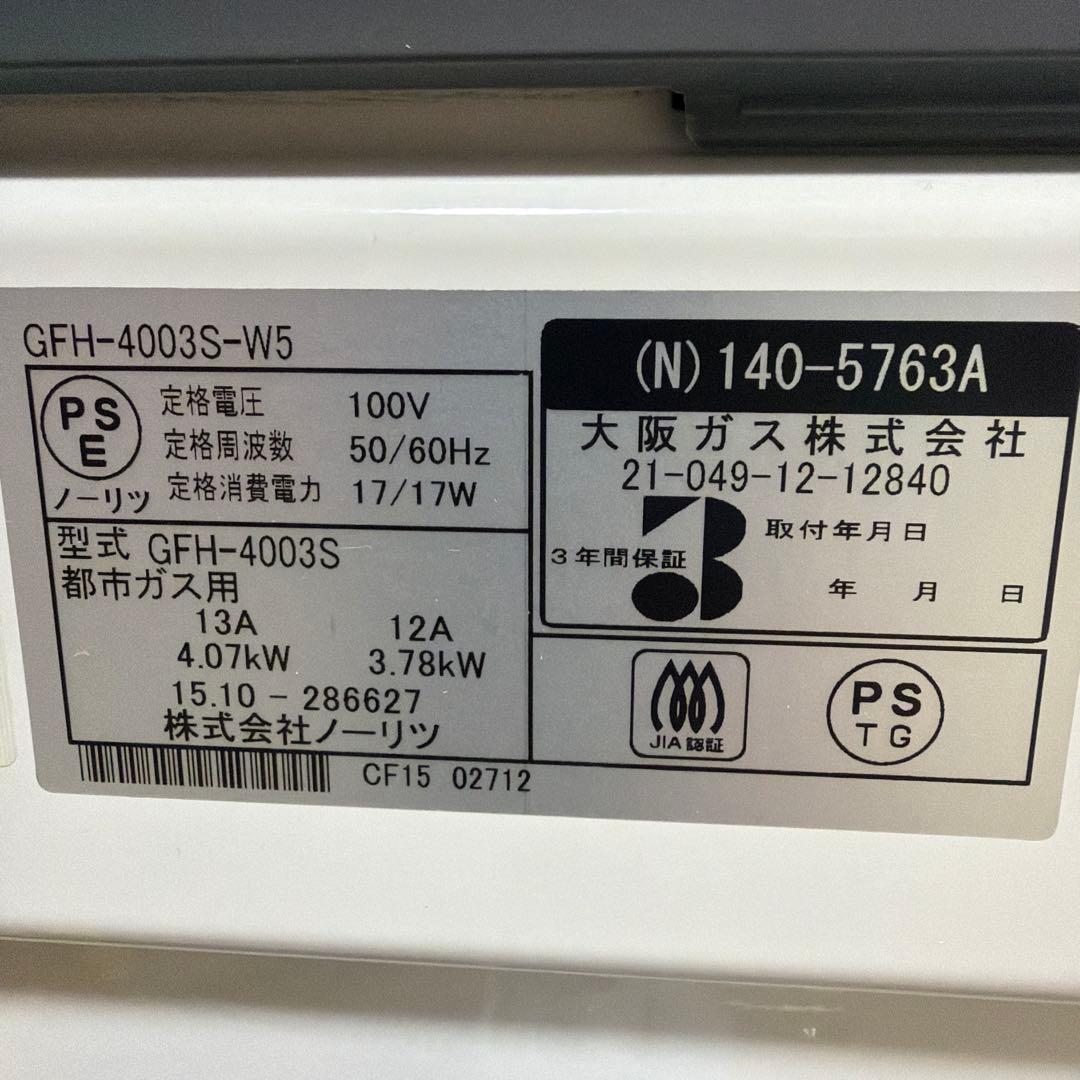 GFH-4003S-W5
PS
E
ノーリツ
定格電圧 100V
定格周波数 50/60Hz
定格消費電力 17/17W
型式 GFH-4003S
都市ガス用
13A 12A
4.07kW 3.78kW
15.10-286627
株式会社ノーリツ
CF15 02712
(N)140-5763A
大阪ガス株式会社
21-049-12-12840
3年間保証
取付年月日
年 月 日
JIA認証
PS
TG